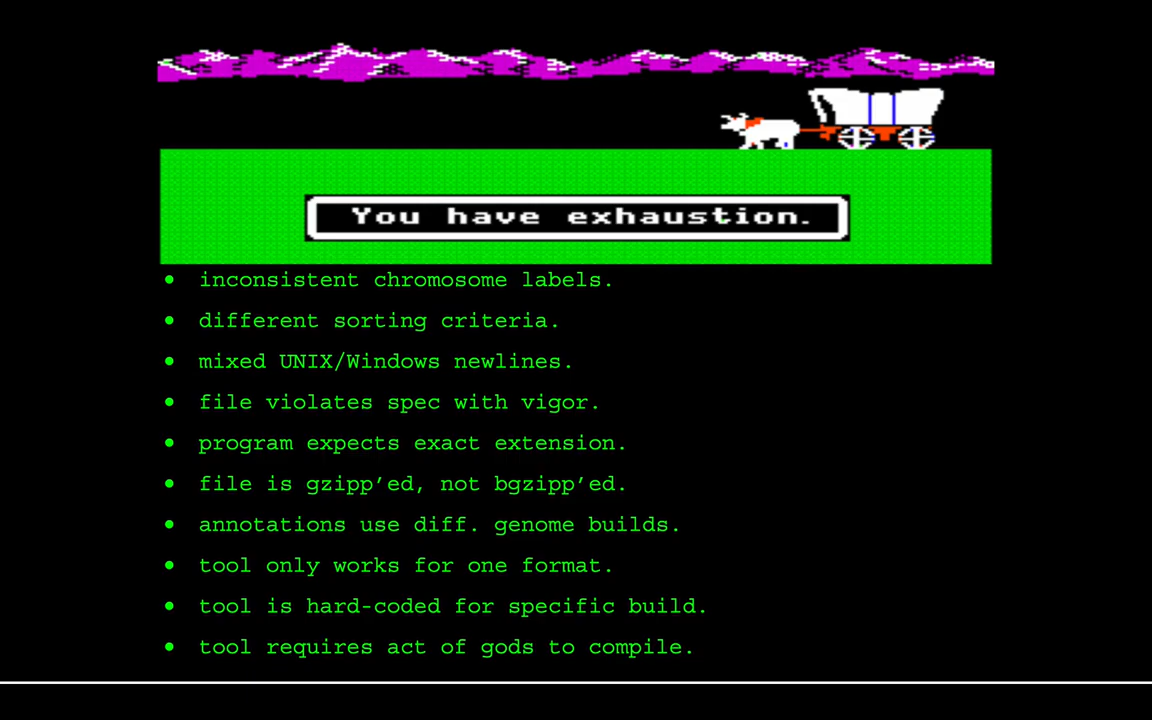 You have exhaustion.
• inconsistent chromosome labels.
• different sorting criteria.
• mixed UNIX/Windows newlines.
• file violates spec with vigor.
• program expects exact extension.
• file is gzipp’ed, not bgzipp’ed.
• annotations use diff. genome builds.
• tool only works for one format.
• tool is hard-coded for specific build.
• tool requires act of gods to compile.